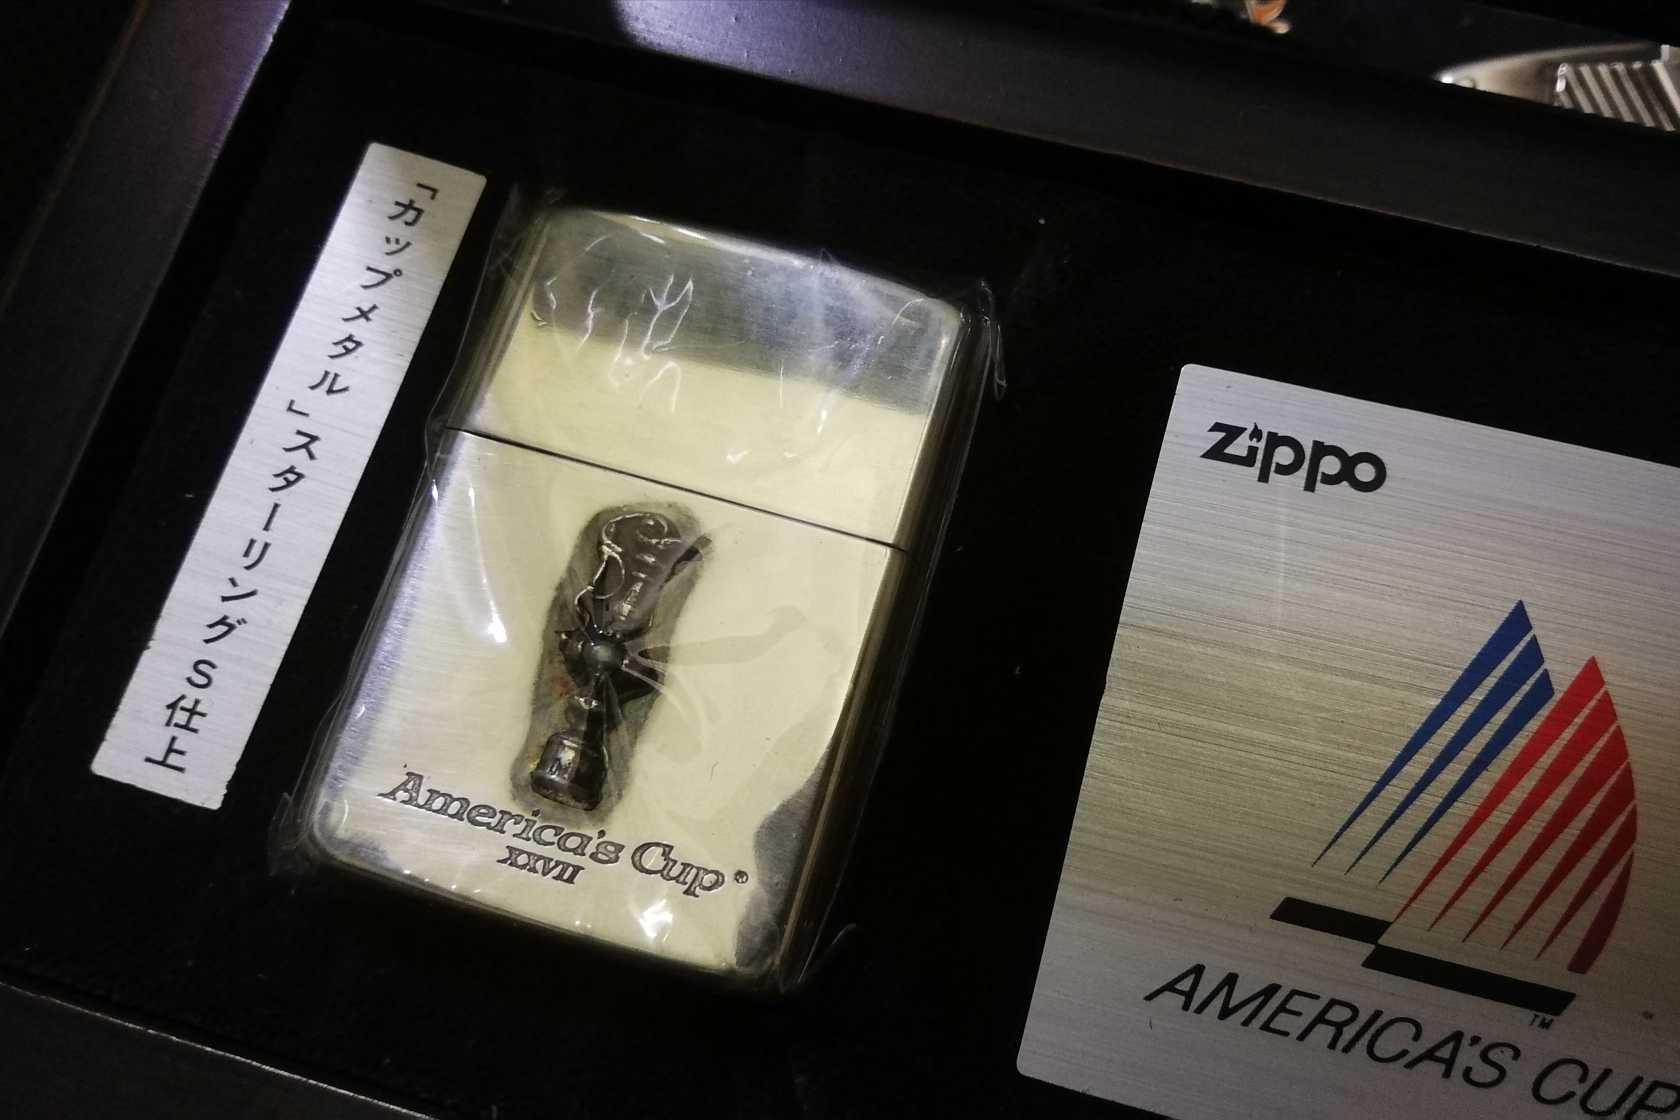 「カップメタル」スターリングS仕上
America's Cup®
XXVII
zippo
AMERICA'S CUP
TM